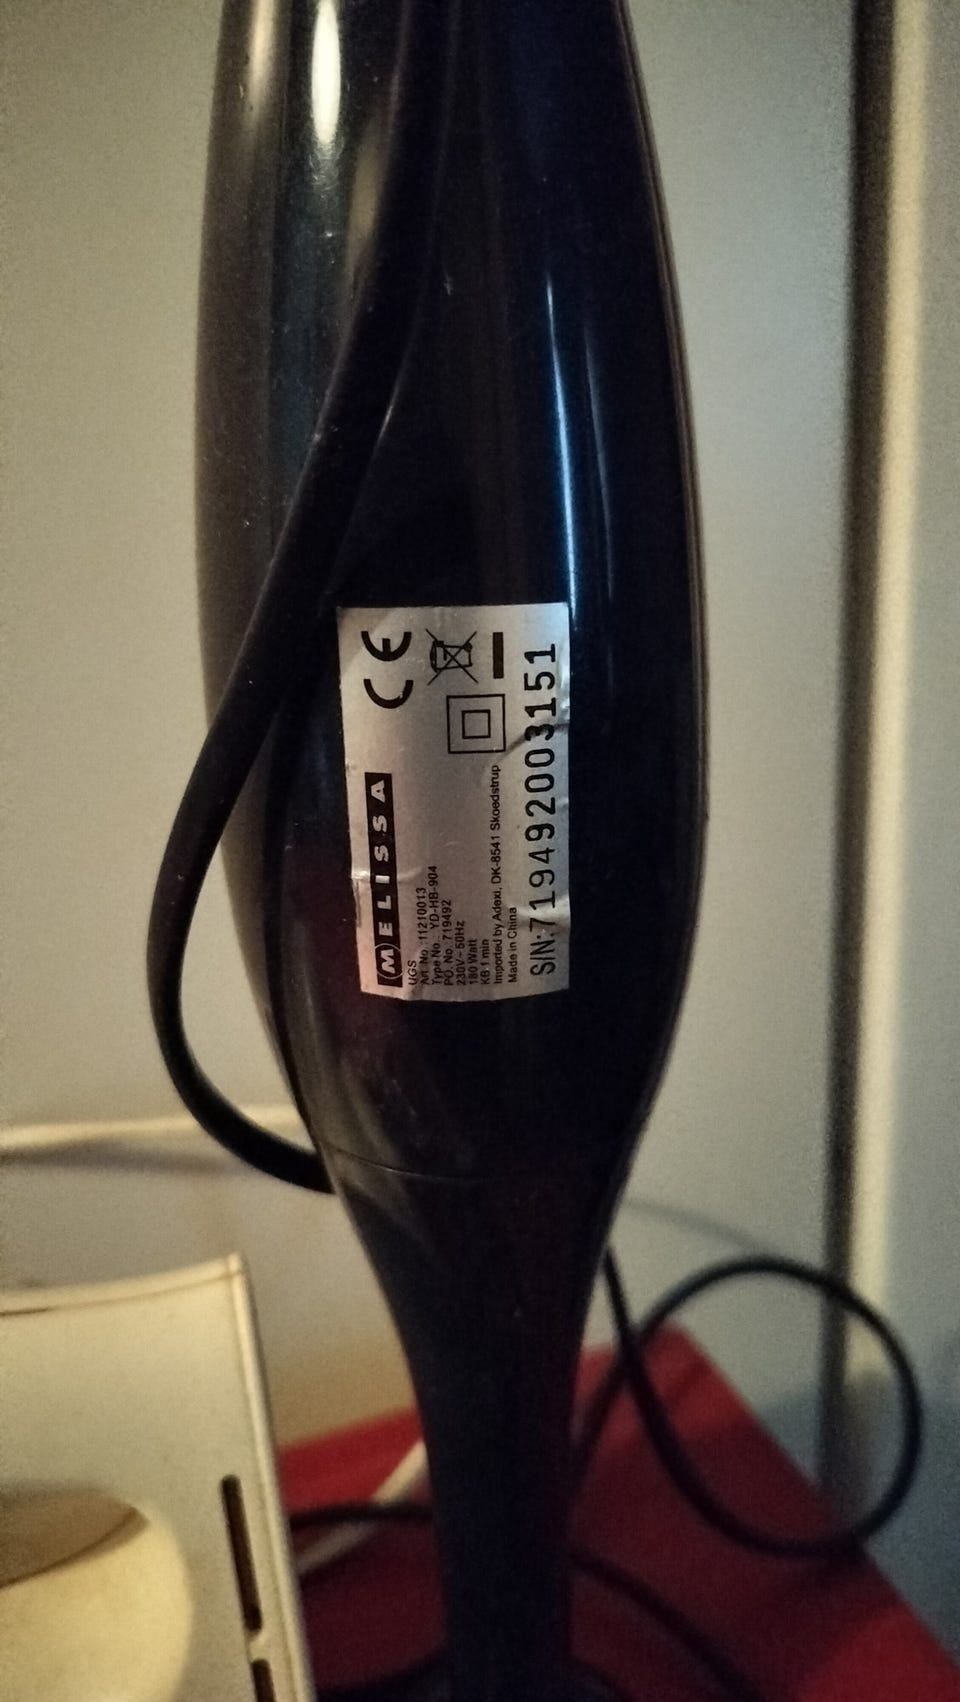 MELISSA
UGS
Art. No.:11210013
Type No.: YD-HB-904
PO. No.:719492
230V~ 50Hz
180 Watt
KB 1 min
Imported by Adexi, DK-8541 Skoedstrup
Made in China
S/N:719492003151
CE